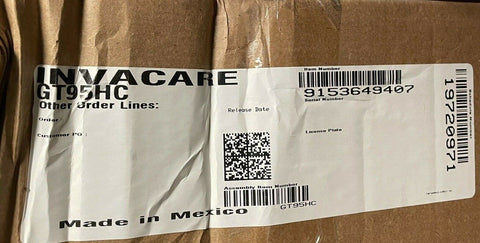 INVACARE
GT95HC
Other Order Lines:
Order
Customer PO :
Release Date
Item Number
9153649407
Serial Number
License Plate
Assembly Item Number
GT95HC
Made in Mexico
19720971